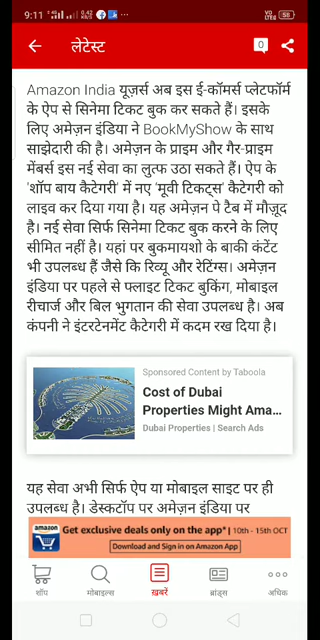 9:11
58
लेटेस्ट
0
Amazon India यूज़र्स अब इस ई-कॉमर्स प्लेटफॉर्म
के ऐप से सिनेमा टिकट बुक कर सकते हैं। इसके
लिए अमेज़न इंडिया ने BookMyShow के साथ
साझेदारी की है। अमेज़न के प्राइम और गैर-प्राइम
मेंबर्स इस नई सेवा का लुत्फ उठा सकते हैं। ऐप के
'शॉप बाय कैटेगरी' में नए 'मूवी टिकट्स' कैटेगरी को
लाइव कर दिया गया है। यह अमेज़न पे टैब में मौज़ूद
है। नई सेवा सिर्फ सिनेमा टिकट बुक करने के लिए
सीमित नहीं है। यहां पर बुकमायशो के बाकी कंटेंट
भी उपलब्ध हैं जैसे कि रिव्यू और रेटिंग्स। अमेज़न
इंडिया पर पहले से फ्लाइट टिकट बुकिंग, मोबाइल
रीचार्ज और बिल भुगतान की सेवा उपलब्ध है। अब
कंपनी ने इंटरटेनमेंट कैटेगरी में कदम रख दिया है।
Sponsored Content by Taboola
Cost of Dubai
Properties Might Ama...
Dubai Properties | Search Ads
यह सेवा अभी सिर्फ ऐप या मोबाइल साइट पर ही
उपलब्ध है। डेस्कटॉप पर अमेज़न इंडिया पर
amazon
Get exclusive deals only on the app* | 10th - 15th OCT
Download and Sign in on Amazon App
शॉप मोबाइल्स ख़बरें ब्रांड्स अधिक